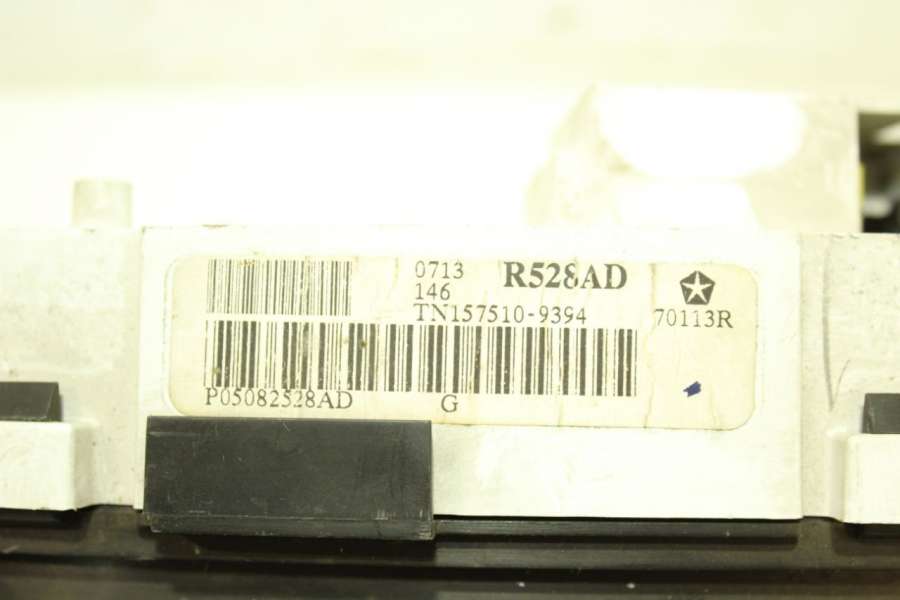 0713 R528AD
146
TN157510-9394 70113R
P05082528AD G